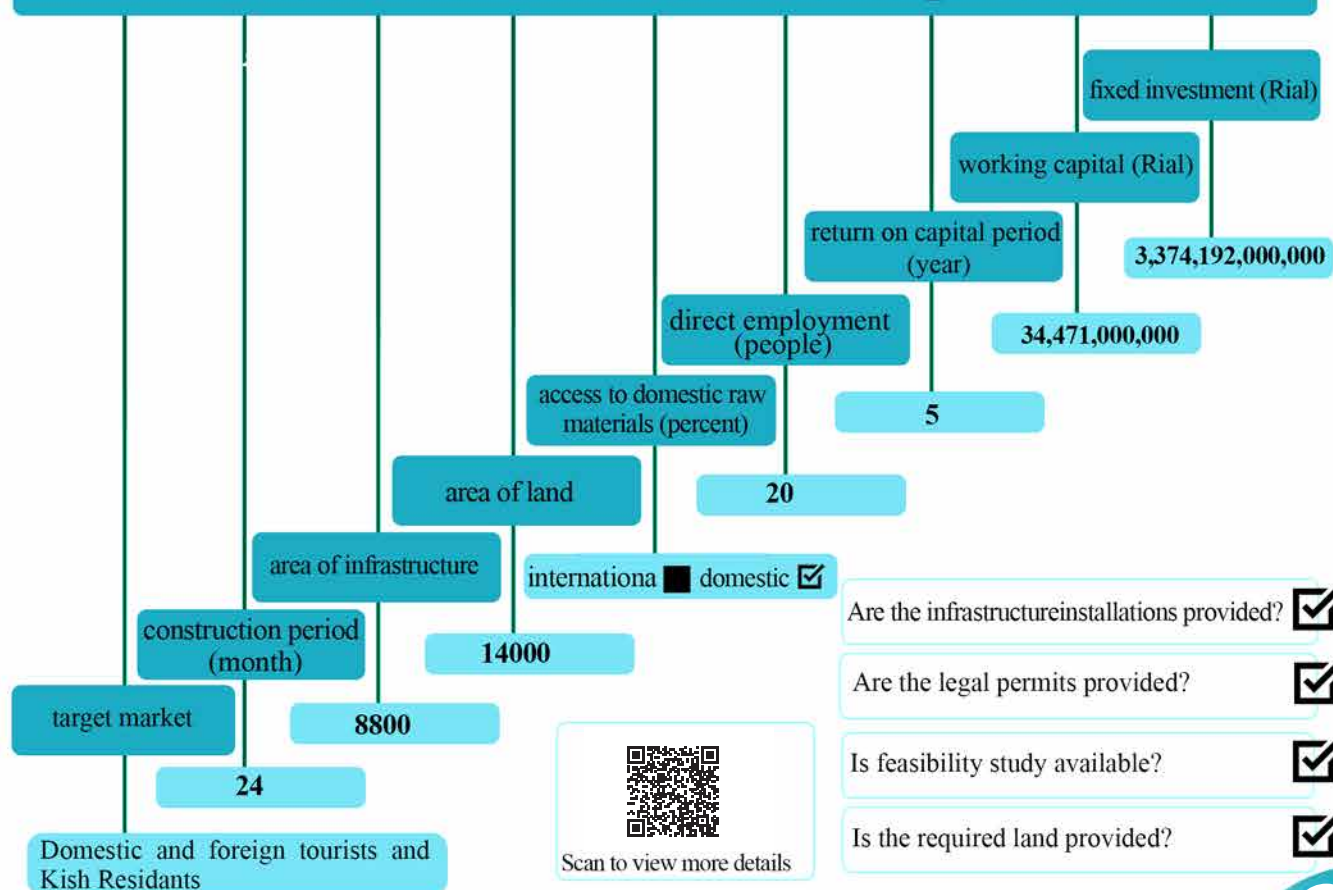 fixed investment (Rial)
3,374,192,000,000
working capital (Rial)
34,471,000,000
return on capital period
(year)
5
direct employment
(people)
20
access to domestic raw
materials (percent)
internationa domestic
area of land
14000
area of infrastructure
8800
construction period
(month)
24
target market
Domestic and foreign tourists and
Kish Residants
Scan to view more details
Are the infrastructureinstallations provided?
Are the legal permits provided?
Is feasibility study available?
Is the required land provided?